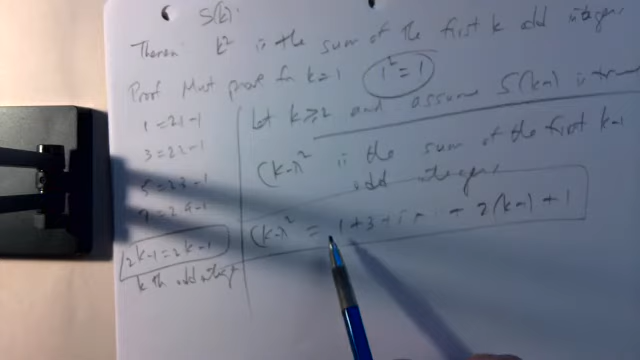 S(k):
Theorem: k² is the sum of the first k odd integers
Proof Must proof for k=1 1² = 1
1 = 2·1-1
3 = 2·2-1
5 = 2·3-1
7 = 2·4-1
2k-1 = 2k-1
k th odd integer
Let k ≥ 2 and assume S(k-1) is true
(k-1)² is the sum of the first k-1
odd integers
(k-1)² = 1+3+5+...+ 2(k-1)+1